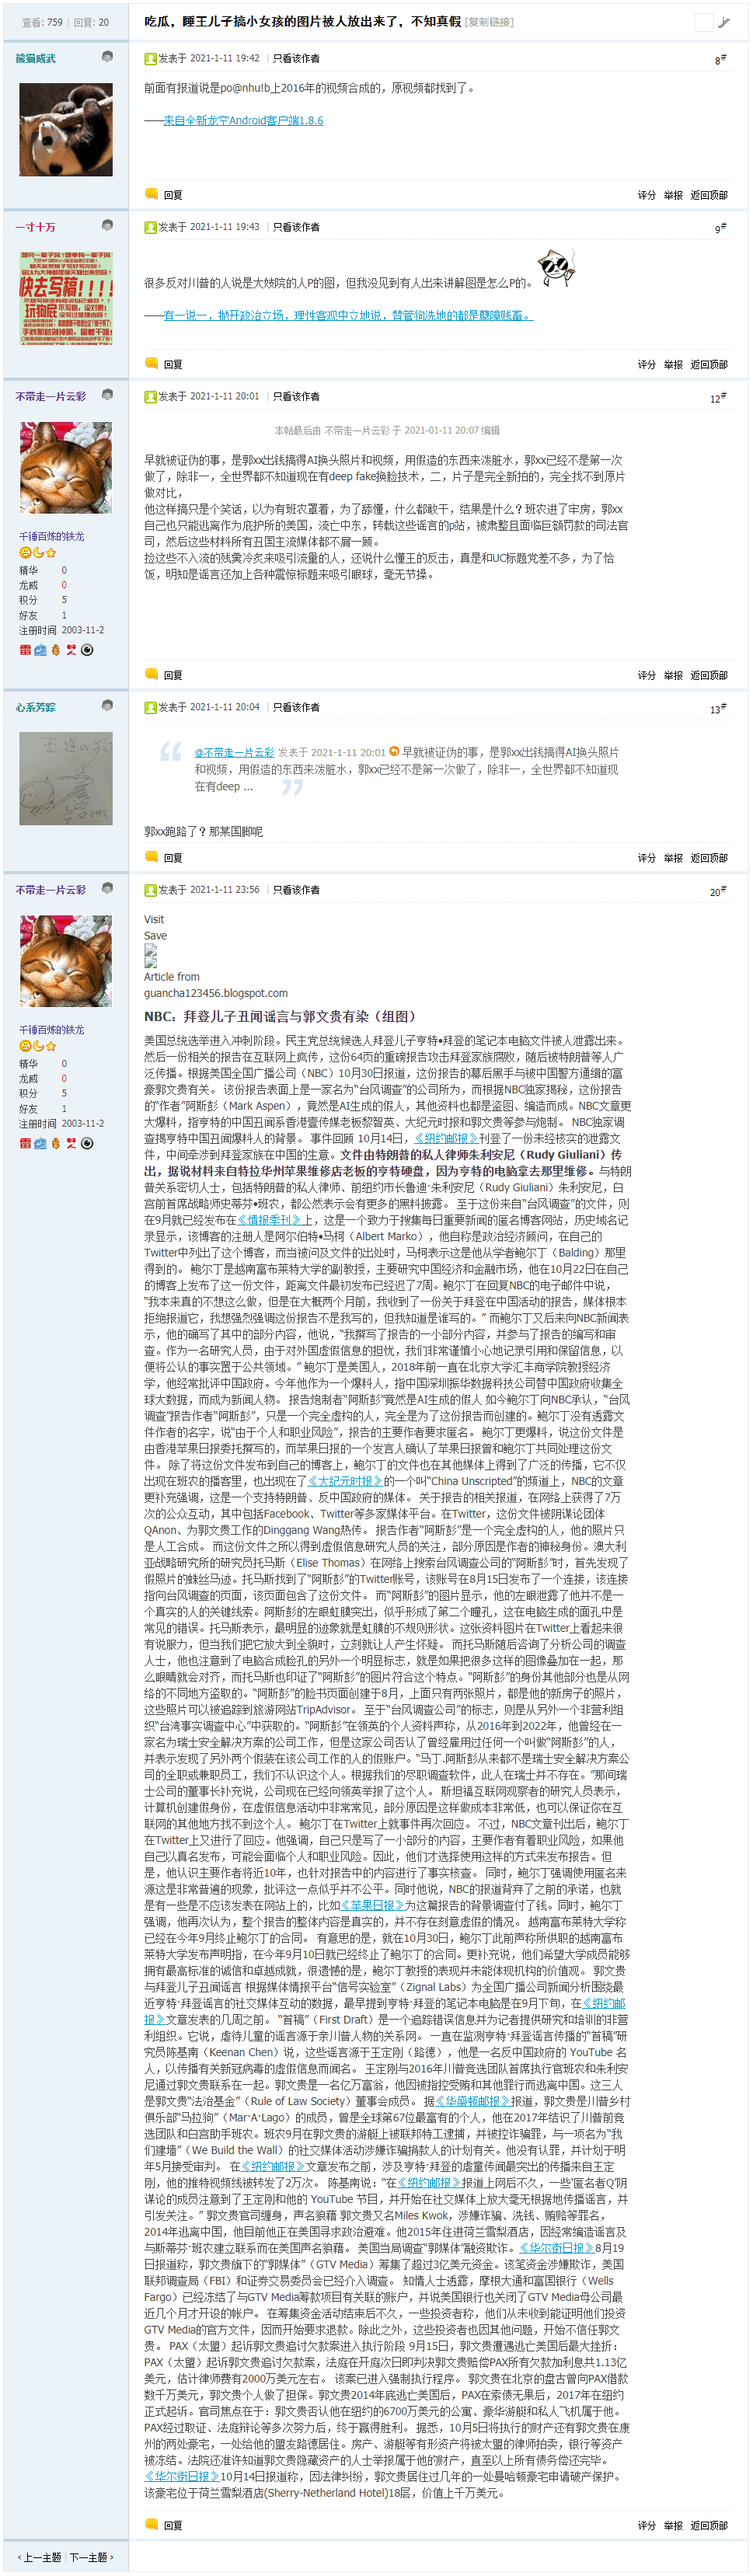 查看: 759 | 回复: 20
吃瓜，睡王儿子搞小女孩的图片被人放出来了，不知真假 [复制链接]
熊猫威武
发表于 2021-1-11 19:42 | 只看该作者
8#
前面有报道说是po@nhu!b上2016年的视频合成的，原视频都找到了。
——来自全新龙空Android客户端1.8.6
回复
评分 举报 返回顶部
一寸十万
发表于 2021-1-11 19:43 | 只看该作者
9#
快去写稿!!!
很多反对川普的人说是大纨院的人P的图，但我没见到有人出来讲解图是怎么P的。
回复
评分 举报 返回顶部
不带走一片云彩
发表于 2021-1-11 20:01 | 只看该作者
12#
本帖最后由 不带走一片云彩 于 2021-01-11 20:07 编辑
早就被证伪的事，是郭xx出钱搞得AI换头照片和视频，用假造的东西来泼脏水，郭xx已经不是第一次
做了，除非一，全世界都不知道现在有deep fake换脸技术，二，片子是完全新拍的，完全找不到原片
做对比，
他这样搞只是个笑话，以为有班农罩着，为了舔懂，什么都敢干，结果是什么？班农进了牢房，郭xx
自己也只能逃离作为庇护所的美国，流亡中东，转载这些谣言的p站，被肃整且面临巨额罚款的司法官
司，然后这些材料所有丑国主流媒体都不屑一顾。
捡这些不入流的残羹冷炙来吸引流量的人，还说什么懂王的反击，真是和UC标题党差不多，为了恰
饭，明知是谣言还加上各种震惊标题来吸引眼球，毫无节操。
千锤百炼的铁龙
精华 0
龙威 0
积分 5
好友 1
注册时间 2003-11-2
回复
评分 举报 返回顶部
心系芳踪
发表于 2021-1-11 20:04 | 只看该作者
13#
@不带走一片云彩 发表于 2021-1-11 20:01 早就被证伪的事，是郭xx出钱搞得AI换头照片
和视频，用假造的东西来泼脏水，郭xx已经不是第一次做了，除非一，全世界都不知道现
在有deep ...
郭xx跑路了？那某国脚呢
回复
评分 举报 返回顶部
不带走一片云彩
发表于 2021-1-11 23:56 | 只看该作者
20#
千锤百炼的铁龙
精华 0
龙威 0
积分 5
好友 1
注册时间 2003-11-2
Visit
Save
Article from
guancha123456.blogspot.com
NBC：拜登儿子丑闻谣言与郭文贵有染（组图）
美国总统选举进入冲刺阶段。民主党总统候选人拜登儿子亨特•拜登的笔记本电脑文件被人泄露出来。
然后一份相关的报告在互联网上疯传，这份64页的重磅报告攻击拜登家族腐败，随后被特朗普等人广
泛传播。根据美国全国广播公司（NBC）10月30日报道，这份报告的幕后黑手与被中国警方通缉的富
豪郭文贵有关。 该份报告表面上是一家名为“台风调查”的公司所为，而根据NBC独家揭秘，这份报告
的“作者”阿斯彭（Mark Aspen），竟然是AI生成的假人，其他资料也都是盗图、编造而成。NBC文章更
大爆料，指亨特的中国丑闻系香港壹传媒老板黎智英、大纪元时报和郭文贵等参与炮制。 NBC独家调
查揭亨特中国丑闻爆料人的背景。 事件回顾 10月14日，《纽约邮报》刊登了一份未经核实的泄露文
件，中间牵涉到拜登家族在中国的生意。文件由特朗普的私人律师朱利安尼（Rudy Giuliani）传
出，据说材料来自特拉华州苹果维修店老板的亨特硬盘，因为亨特的电脑拿去那里维修。与特朗
普关系密切人士，包括特朗普的私人律师、前纽约市长鲁迪·朱利安尼（Rudy Giuliani）朱利安尼，白
宫前首席战略师史蒂芬•班农，都公然表示会有更多的黑料披露。 至于这份来自“台风调查”的文件，则
在9月就已经发布在《情报季刊》上，这是一个致力于搜集每日重要新闻的匿名博客网站，历史域名记
录显示，该博客的注册人是阿尔伯特•马柯（Albert Marko），他自称是政治经济顾问，在自己的
Twitter中列出了这个博客，而当被问及文件的出处时，马柯表示这是他从学者鲍尔丁（Balding）那里
得到的。 鲍尔丁是越南富布莱特大学的副教授，主要研究中国经济和金融市场，他在10月22日在自己
的博客上发布了这一份文件，距离文件最初发布已经迟了7周。鲍尔丁在回复NBC的电子邮件中说，
“我本来真的不想这么做，但是在大概两个月前，我收到了一份关于拜登在中国活动的报告，媒体根本
拒绝报道它，我想强烈强调这份报告不是我写的，但我知道是谁写的。” 而鲍尔丁又后来向NBC新闻表
示，他的确写了其中的部分内容，他说，“我撰写了报告的一个部分内容，并参与了报告的编写和审
查。作为一名研究人员，由于对外国虚假信息的担忧，我们非常谨慎小心地记录引用和保留信息，以
便将公认的事实置于公共领域。” 鲍尔丁是美国人，2018年前一直在北京大学汇丰商学院教授经济
学，他经常批评中国政府。今年他作为一个爆料人，指中国深圳振华数据科技公司替中国政府收集全
球大数据，而成为新闻人物。 报告炮制者“阿斯彭”竟然是AI生成的假人 如今鲍尔丁向NBC承认，“台风
调查”报告作者“阿斯彭”，只是一个完全虚构的人，完全是为了这份报告而创建的。鲍尔丁没有透露文
件作者的名字，说“由于个人和职业风险”，报告的主要作者要求匿名。 鲍尔丁更爆料，说这份文件是
由香港苹果日报委托撰写的，而苹果日报的一个发言人确认了苹果日报曾和鲍尔丁共同处理这份文
件。 除了将这份文件发布到自己的博客上，鲍尔丁的文件也在其他媒体上得到了广泛的传播，它不仅
出现在班农的播客里，也出现在了《大纪元时报》的一个叫“China Unscripted”的频道上，NBC的文章
更补充强调，这是一个支持特朗普、反中国政府的媒体。 关于报告的相关报道，在网络上获得了7万
次的公众互动，其中包括Facebook、Twitter等多家媒体平台。在Twitter，这份文件被阴谋论团体
QAnon、为郭文贵工作的Dinggang Wang热传。 报告作者“阿斯彭”是一个完全虚构的人，他的照片只
是人工合成。 而这份文件之所以得到虚假信息研究人员的关注，部分原因是作者的神秘身份。澳大利
亚战略研究所的研究员托马斯（Elise Thomas）在网络上搜索台风调查公司的“阿斯彭”时，首先发现了
假照片的蛛丝马迹。托马斯找到了“阿斯彭”的Twitter账号，该账号在8月15日发布了一个连接，该连接
指向台风调查的页面，该页面包含了这份文件。 而“阿斯彭”的图片显示，他的左眼泄露了他并不是一
个真实的人的关键线索。阿斯彭的左眼虹膜突出，似乎形成了第二个瞳孔，这在电脑生成的面孔中是
常见的错误。托马斯表示，最明显的迹象就是虹膜的不规则形状。这张资料图片在Twitter上看起来很
有说服力，但当我们把它放大到全貌时，立刻就让人产生怀疑。 而托马斯随后咨询了分析公司的调查
人士，他也注意到了电脑合成脸孔的另外一个明显标志，就是如果把很多这样的图像叠加在一起，那
么眼睛就会对齐，而托马斯也印证了“阿斯彭”的图片符合这个特点。“阿斯彭”的身份其他部分也是从网
络的不同地方盗取的。“阿斯彭”的脸书页面创建于8月，上面只有两张照片，都是他的新房子的照片，
这些照片可以被追踪到旅游网站TripAdvisor。 至于“台风调查公司”的标志，则是从另外一个非营利组
织“台湾事实调查中心”中获取的。“阿斯彭”在领英的个人资料声称，从2016年到2022年，他曾经在一
家名为瑞士安全解决方案的公司工作，但是这家公司否认了曾经雇用过任何一个叫做“阿斯彭”的人，
并表示发现了另外两个假装在该公司工作的人的假账户。“马丁.阿斯彭从来都不是瑞士安全解决方案公
司的全职或兼职员工，我们不认识这个人。根据我们的尽职调查软件，此人在瑞士并不存在。”那间瑞
士公司的董事长补充说，公司现在已经向领英举报了这个人。 斯坦福互联网观察者的研究人员表示，
计算机创建假身份，在虚假信息活动中非常常见，部分原因是这样做成本非常低，也可以保证你在互
联网的其他地方找不到这个人。 鲍尔丁在Twitter上就事件再次回应。 不过，NBC文章刊出后，鲍尔丁
在Twitter上又进行了回应。他强调，自己只是写了一小部分的内容，主要作者有着职业风险，如果他
自己以真名发布，可能会面临个人和职业风险。因此，他们才选择使用这样的方式来发布报告。但
是，他认识主要作者将近10年，也针对报告中的内容进行了事实核查。 同时，鲍尔丁强调使用匿名来
源这是非常普遍的现象，批评这一点似乎并不公平。同时他说，NBC的报道背弃了之前的承诺，也就
是有一些是不应该发表在网站上的，比如《苹果日报》为这篇报告的背景调查付了钱。同时，鲍尔丁
强调，他再次认为，整个报告的整体内容是真实的，并不存在刻意虚假的情况。 越南富布莱特大学称
已经在今年9月终止鲍尔丁的合同。 有意思的是，就在10月30日，鲍尔丁此前声称所供职的越南富布
莱特大学发布声明指，在今年9月10日就已经终止了鲍尔丁的合同。更补充说，他们希望大学成员能够
拥有最高标准的诚信和卓越成就，很遗憾的是，鲍尔丁教授的表现并未能体现机构的价值观。 郭文贵
与拜登儿子丑闻谣言 根据媒体情报平台“信号实验室”（Zignal Labs）为全国广播公司新闻分析围绕最
近亨特·拜登谣言的社交媒体互动的数据，最早提到亨特·拜登的笔记本电脑是在9月下旬，在《纽约邮
报》文章发表的几周之前。 “首稿”（First Draft）是一个追踪错误信息并为记者提供研究和培训的非营
利组织。它说，虐待儿童的谣言源于亲川普人物的关系网。 一直在监测亨特·拜登谣言传播的“首稿”研
究员陈基南（Keenan Chen）说，这些谣言源于王定刚（路德），他是一名反中国政府的 YouTube 名
人，以传播有关新冠病毒的虚假信息而闻名。 王定刚与2016年川普竞选团队首席执行官班农和朱利安
尼通过郭文贵联系在一起。郭文贵是一名亿万富翁，他因被指控受贿和其他罪行而逃离中国。这三人
是郭文贵“法治基金”（Rule of Law Society）董事会成员。 据《华盛顿邮报》报道，郭文贵是川普乡村
俱乐部“马拉狗”（Mar·A·Lago）的成员，曾是全球第67位最富有的个人，他在2017年结识了川普前竞
选团队和白宫助手班农。班农9月在郭文贵的游艇上被联邦特工逮捕，并被控诈骗罪，与一项名为“我
们建墙”（We Build the Wall）的社交媒体活动涉嫌诈骗捐款人的计划有关。他没有认罪，并计划于明
年5月接受审判。 在《纽约邮报》文章发布之前，涉及亨特·拜登的虐童传闻最突出的传播来自王定
刚，他的推特视频线被转发了2万次。 陈基南说：“在《纽约邮报》报道上网后不久，一些‘匿名者Q’阴
谋论的成员注意到了王定刚和他的 YouTube 节目，并开始在社交媒体上放大毫无根据地传播谣言，并
引发关注。” 郭文贵官司缠身，声名狼藉 郭文贵又名Miles Kwok，涉嫌诈骗、洗钱、贿赂等罪名，
2014年逃离中国，他目前他正在美国寻求政治避难。他2015年住进荷兰雪梨酒店，因经常编造谣言及
与斯蒂芬·班农建立联系而在美国声名狼藉。 美国当局调查“郭媒体”融资欺诈。《华尔街日报》8月19
日报道称，郭文贵旗下的“郭媒体”（GTV Media）筹集了超过3亿美元资金。该笔资金涉嫌欺诈，美国
联邦调查局（FBI）和证券交易委员会已经介入调查。 知情人士透露，摩根大通和富国银行（Wells
Fargo）已经冻结了与GTV Media筹款项目有关联的账户，并说美国银行也关闭了GTV Media母公司最
近几个月才开设的帐户。 在筹集资金活动结束后不久，一些投资者称，他们从未收到能证明他们投资
GTV Media的官方文件，因而开始要求退款。除此之外，这些投资者也因其他问题，开始不信任郭文
贵。 PAX（太盟）起诉郭文贵追讨欠款案进入执行阶段 9月15日，郭文贵遭遇逃亡美国后最大挫折：
PAX（太盟）起诉郭文贵追讨欠款案，法庭在开庭次日即判决郭文贵赔偿PAX所有欠款加利息共1.13亿
美元，估计律师费有2000万美元左右。 该案已进入强制执行程序。 郭文贵在北京的盘古曾向PAX借款
数千万美元，郭文贵个人做了担保。郭文贵2014年底逃亡美国后，PAX在索债无果后，2017年在纽约
正式起诉。官司焦点在于：郭文贵否认他在纽约的6700万美元的公寓、豪华游艇和私人飞机属于他。
PAX经过取证、法庭辩论等多次努力后，终于赢得胜利。 据悉，10月5日将执行的财产还有郭文贵在康
州的两处豪宅，一处给他的盟友路德居住。房产、游艇等有形资产将被太盟的律师拍卖，银行等资产
被冻结。法院还准许知道郭文贵隐藏资产的人士举报属于他的财产，直至以上所有债务偿还完毕。
《华尔街日报》10月14日报道称，因法律纠纷，郭文贵居住过几年的一处曼哈顿豪宅申请破产保护。
该豪宅位于荷兰雪梨酒店(Sherry-Netherland Hotel)18层，价值上千万美元。
回复
评分 举报 返回顶部
‹ 上一主题 | 下一主题 ›